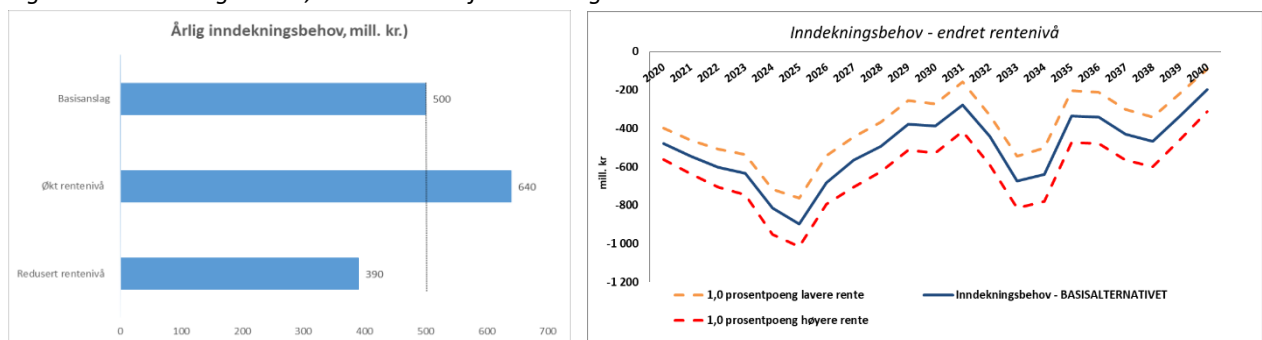 Årlig inndekningsbehov, mill. kr.)
Basisanslag
500
Økt rentenivå
640
Redusert rentenivå
390
0 100 200 300 400 500 600 700
Inndekningsbehov - endret rentenivå
0
-200
-400
-600
-800
-1 000
-1 200
mill. kr
2020 2021 2022 2023 2024 2025 2026 2027 2028 2029 2030 2031 2032 2033 2034 2035 2036 2037 2038 2039 2040
1,0 prosentpoeng lavere rente
Inndekningsbehov - BASISALTERNATIVET
1,0 prosentpoeng høyere rente